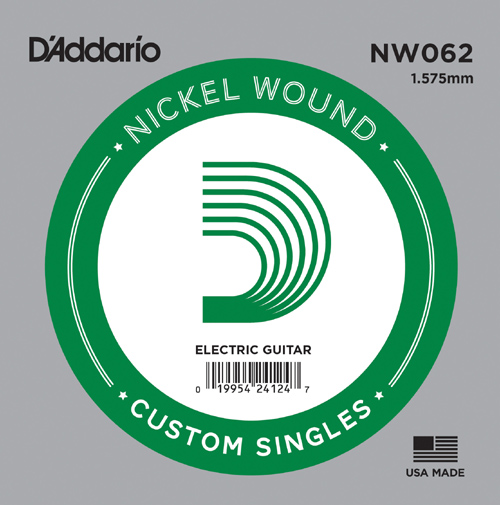 D'Addario
NW062
1.575mm
NICKEL WOUND
ELECTRIC GUITAR
0 19954 24124 7
CUSTOM SINGLES
USA MADE